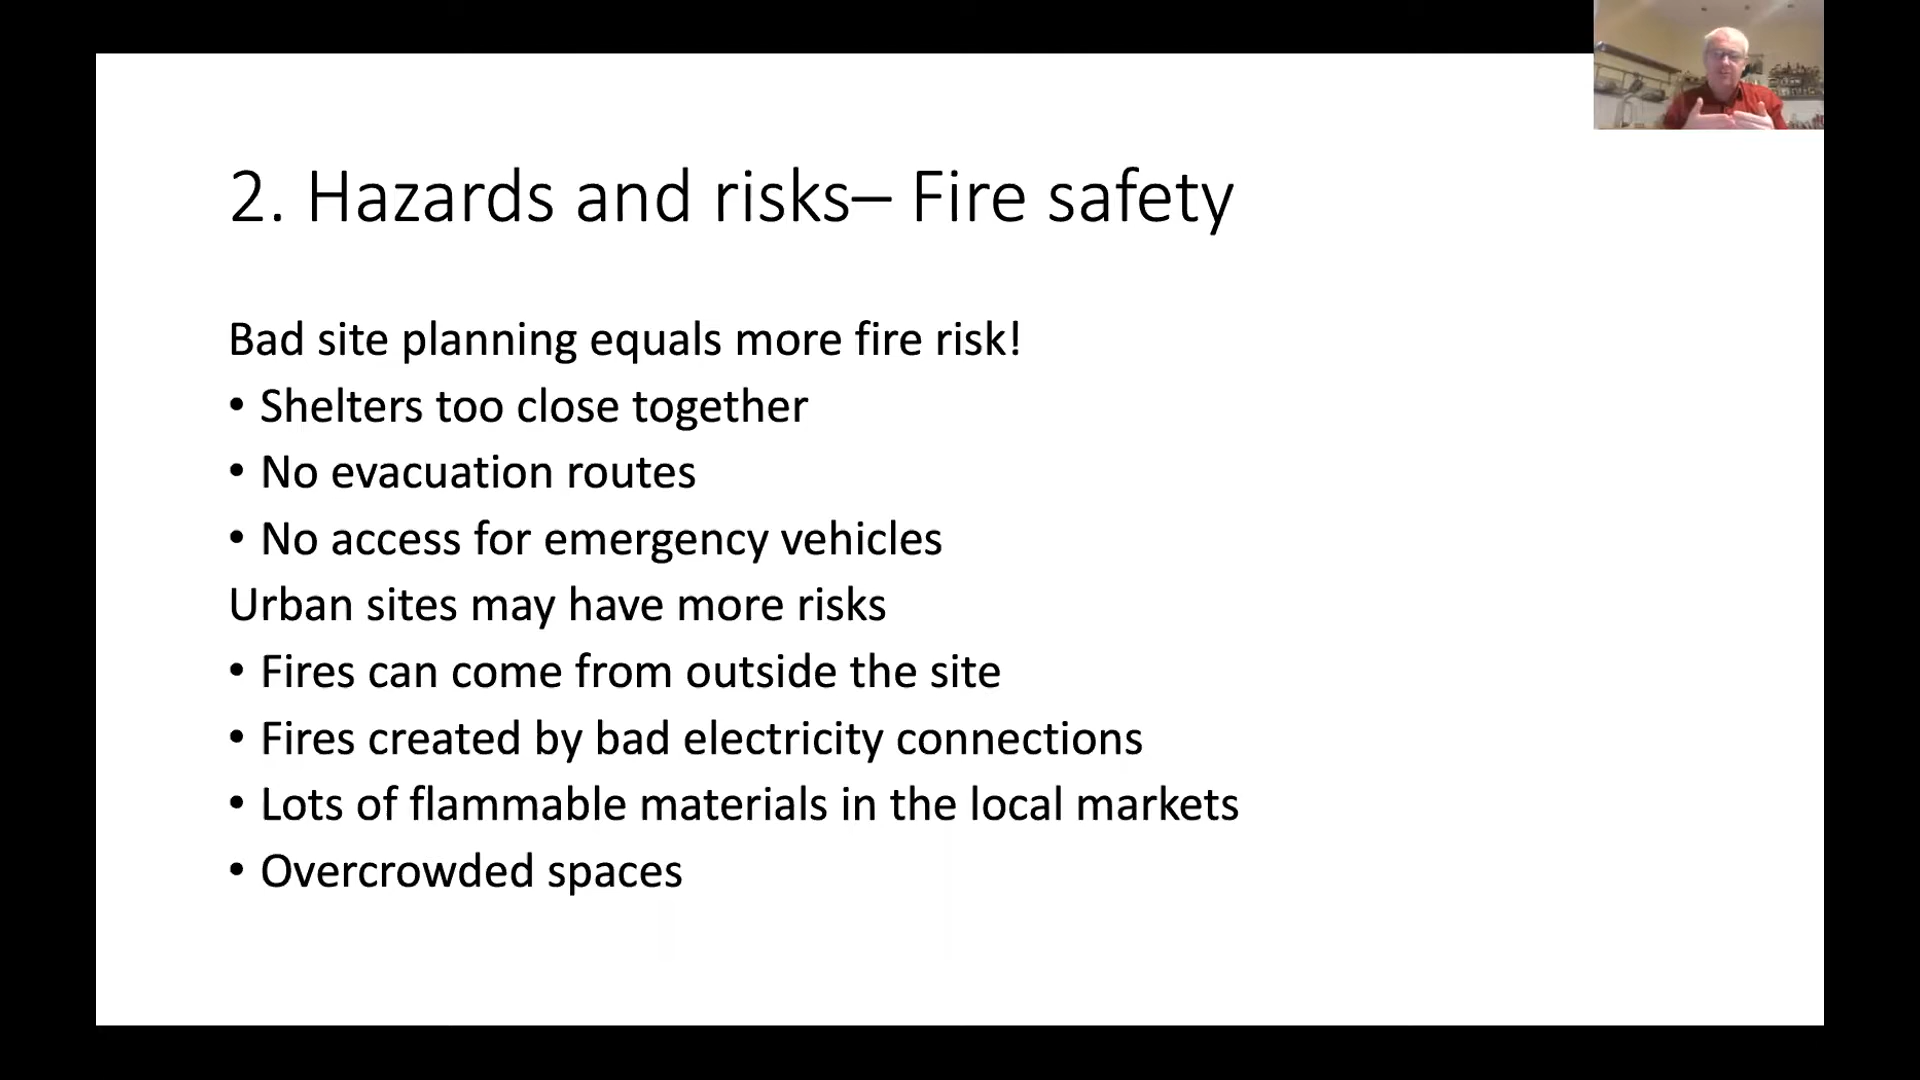 2. Hazards and risks– Fire safety
Bad site planning equals more fire risk!
• Shelters too close together
• No evacuation routes
• No access for emergency vehicles
Urban sites may have more risks
• Fires can come from outside the site
• Fires created by bad electricity connections
• Lots of flammable materials in the local markets
• Overcrowded spaces